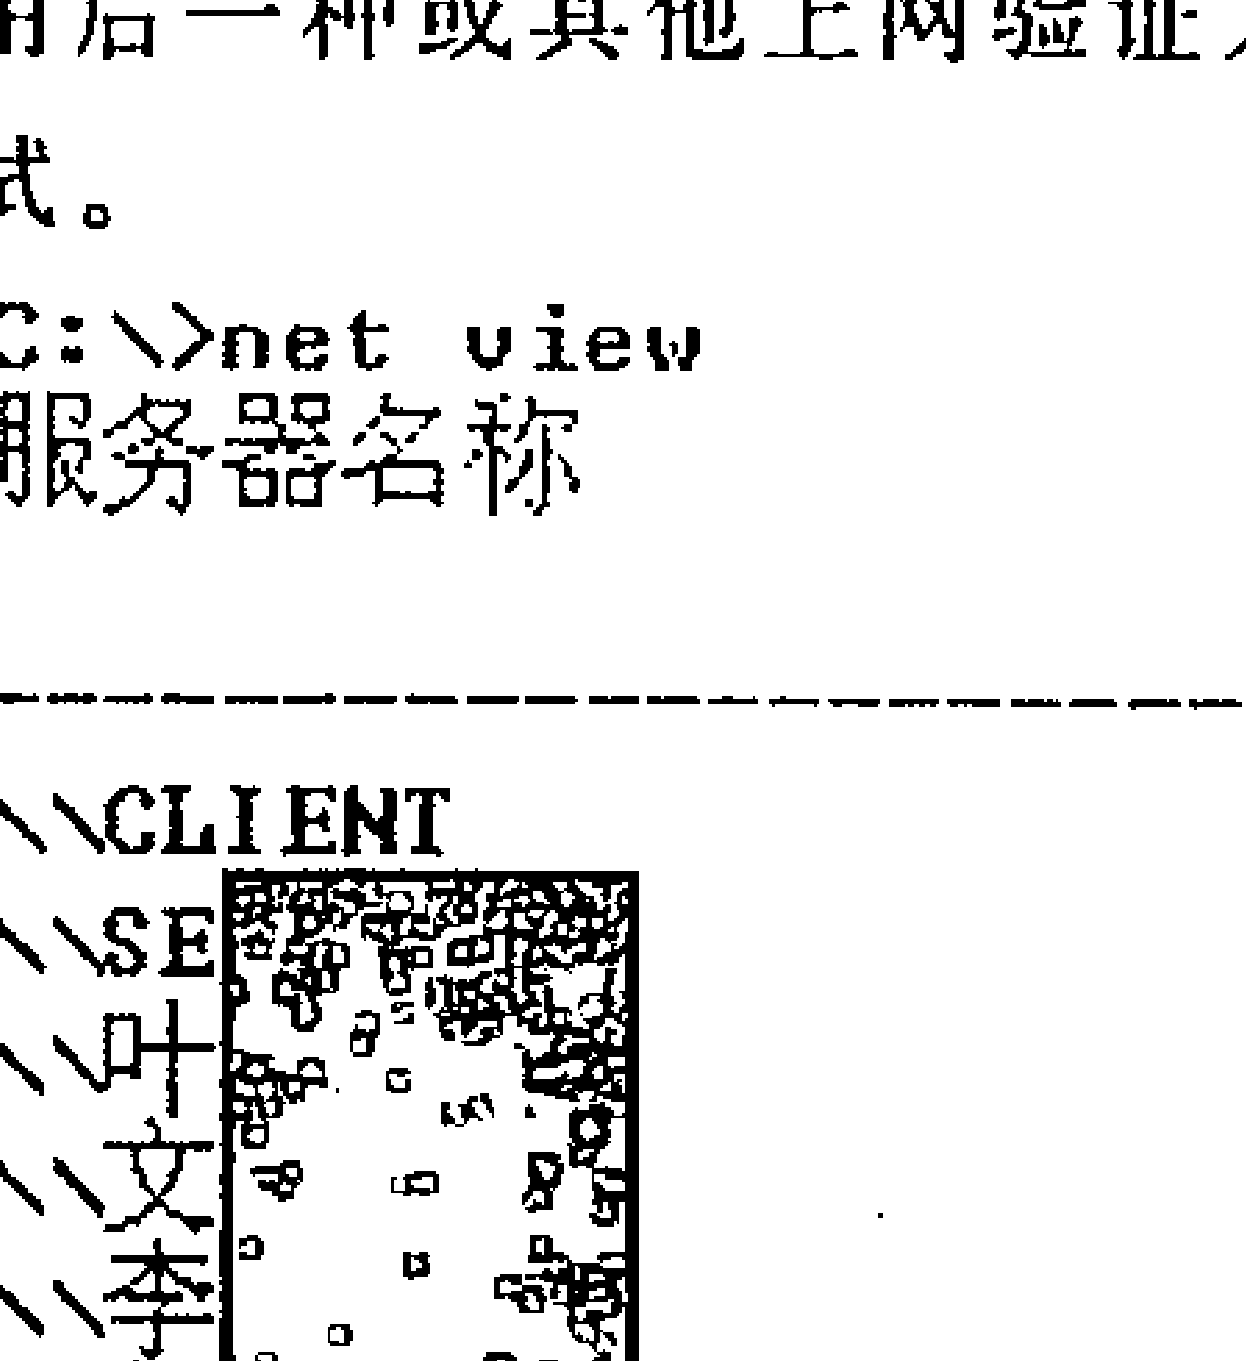 用后一种或其他上网验证
式。
C:\>net view
服务器名称
--------------------
\\CLIENT
\\SE
\\叶
\\文
\\李